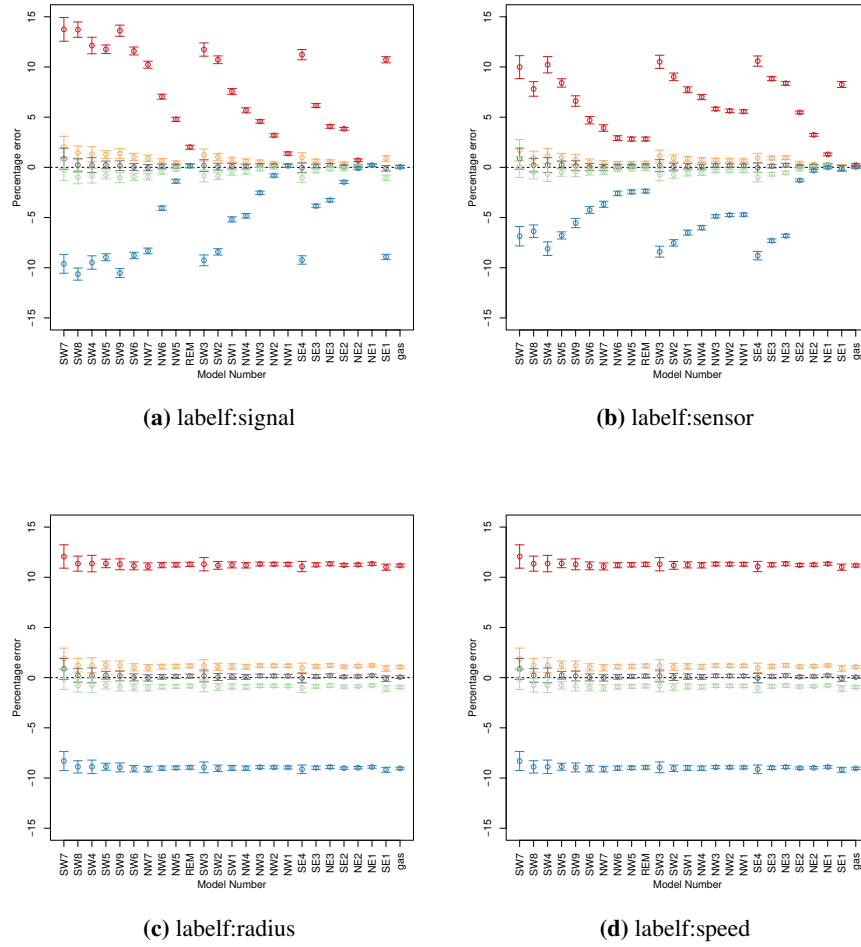 15
10
5
0
−5
−10
−15
Percentage error
SW7
SW8
SW4
SW5
SW9
SW6
NW7
NW6
NW5
REM
SW3
SW2
SW1
NW4
NW3
NW2
NW1
SE4
SE3
NE3
SE2
NE2
NE1
SE1
gas
Model Number
(a) labelf:signal
15
10
5
0
−5
−10
−15
Percentage error
SW7
SW8
SW4
SW5
SW9
SW6
NW7
NW6
NW5
REM
SW3
SW2
SW1
NW4
NW3
NW2
NW1
SE4
SE3
NE3
SE2
NE2
NE1
SE1
gas
Model Number
(b) labelf:sensor
15
10
5
0
−5
−10
−15
Percentage error
SW7
SW8
SW4
SW5
SW9
SW6
NW7
NW6
NW5
REM
SW3
SW2
SW1
NW4
NW3
NW2
NW1
SE4
SE3
NE3
SE2
NE2
NE1
SE1
gas
Model Number
(c) labelf:radius
15
10
5
0
−5
−10
−15
Percentage error
SW7
SW8
SW4
SW5
SW9
SW6
NW7
NW6
NW5
REM
SW3
SW2
SW1
NW4
NW3
NW2
NW1
SE4
SE3
NE3
SE2
NE2
NE1
SE1
gas
Model Number
(d) labelf:speed